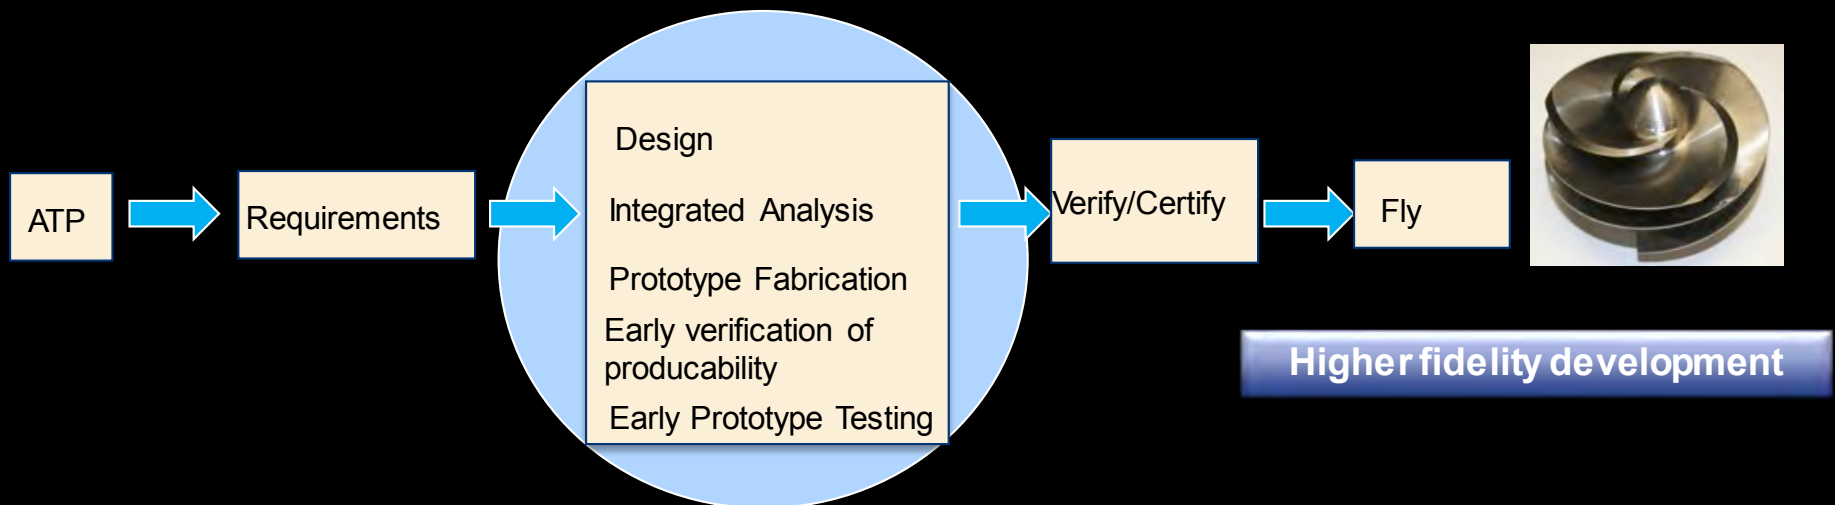 ATP
Requirements
Design
Integrated Analysis
Prototype Fabrication
Early verification of
producability
Early Prototype Testing
Verify/Certify
Fly
Higher fidelity development